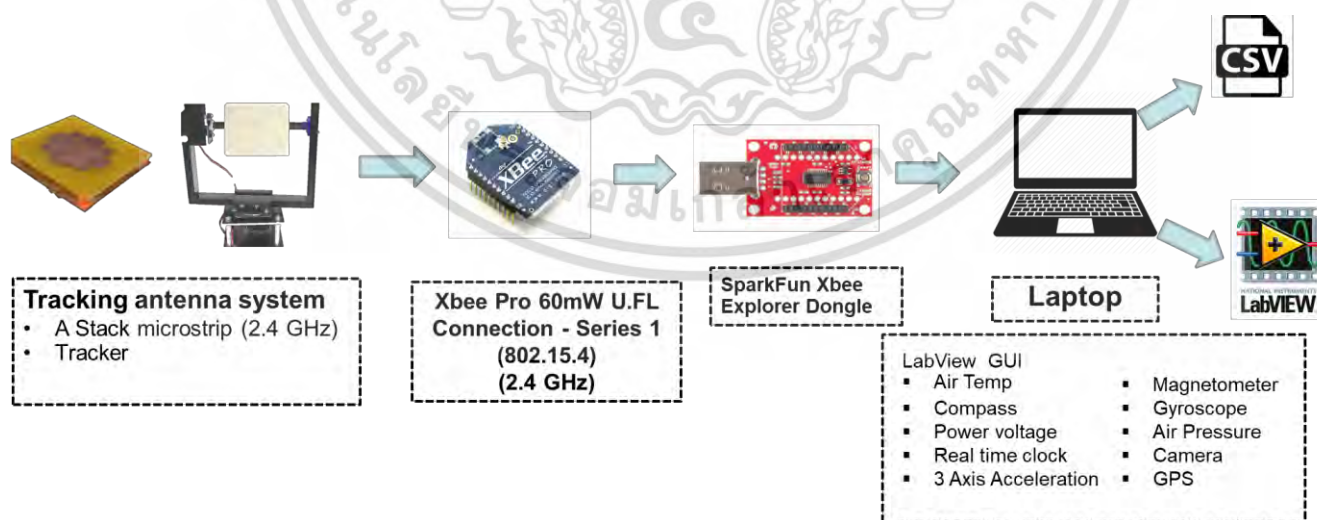 CSV
XBee
PRO
Tracking antenna system
• A Stack microstrip (2.4 GHz)
• Tracker
Xbee Pro 60mW U.FL
Connection - Series 1
(802.15.4)
(2.4 GHz)
SparkFun Xbee
Explorer Dongle
Laptop
NATIONAL INSTRUMENTS
LabVIEW
LabView GUI
▪ Air Temp
▪ Compass
▪ Power voltage
▪ Real time clock
▪ 3 Axis Acceleration
▪ Magnetometer
▪ Gyroscope
▪ Air Pressure
▪ Camera
▪ GPS